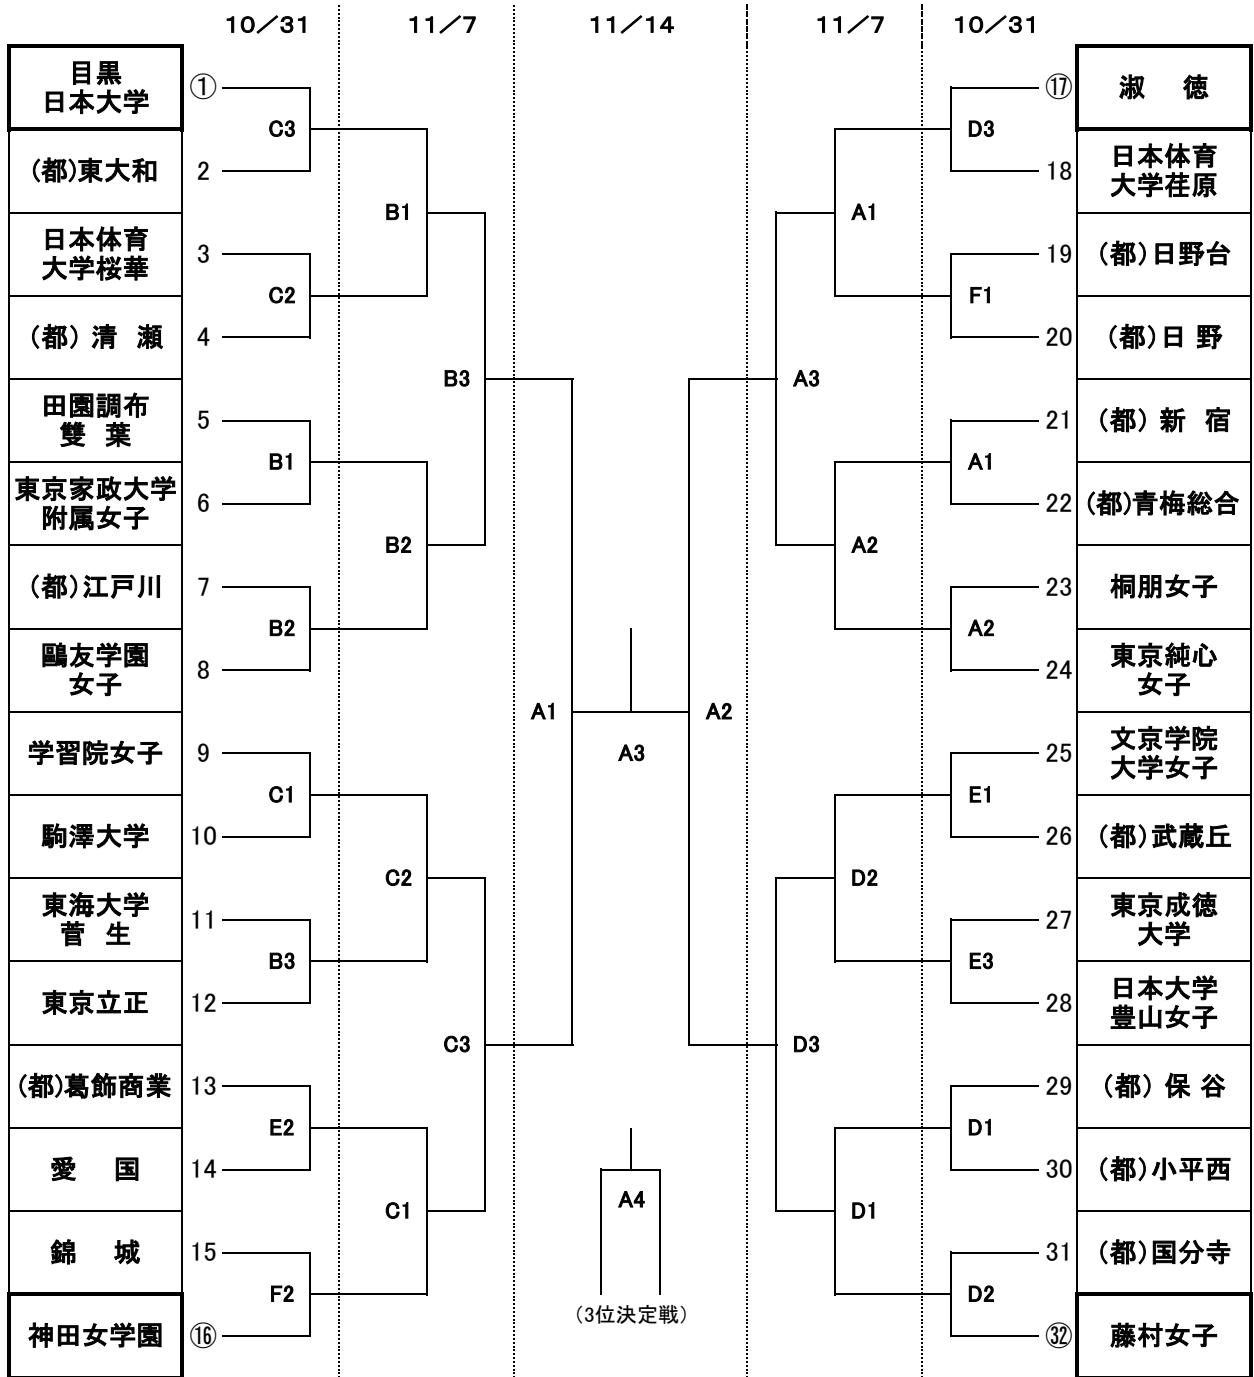 10／31 11／7 11／14 11／7 10／31
目黒
日本大学
①
C3
(都)東大和
2
B1
日本体育
大学桜華
3
C2
(都) 清 瀬
4
B3
田園調布
雙 葉
5
B1
東京家政大学
附属女子
6
B2
(都)江戸川
7
B2
鷗友学園
女子
8
A1
学習院女子
9
C1
駒澤大学
10
C2
東海大学
菅 生
11
B3
東京立正
12
C3
(都)葛飾商業
13
E2
愛 国
14
C1
錦 城
15
F2
神田女学園
⑯
A3
A4
(3位決定戦)
⑰
淑 徳
D3
18
日本体育
大学荏原
A1
19
(都)日野台
F1
20
(都)日 野
A3
21
(都) 新 宿
A1
22
(都)青梅総合
A2
23
桐朋女子
A2
24
東京純心
女子
A2
25
文京学院
大学女子
E1
26
(都)武蔵丘
D2
27
東京成徳
大学
E3
28
日本大学
豊山女子
D3
29
(都) 保 谷
D1
30
(都)小平西
D1
31
(都)国分寺
D2
㉜
藤村女子